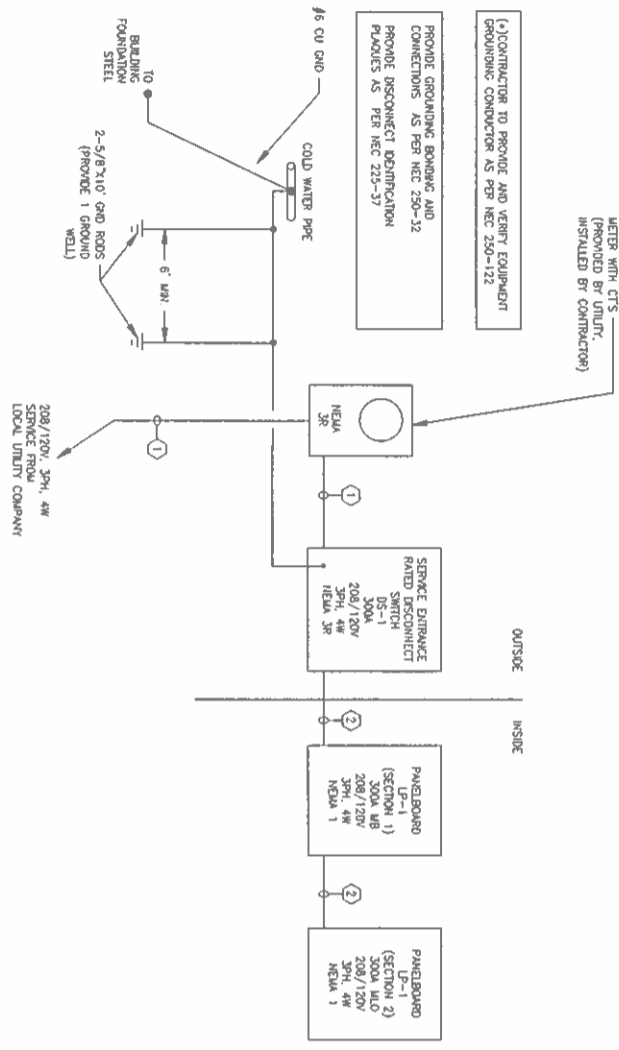 METER WITH CT'S
(PROVIDED BY UTILITY,
INSTALLED BY CONTRACTOR)
(*)CONTRACTOR TO PROVIDE AND VERIFY EQUIPMENT
GROUNDING CONDUCTOR AS PER NEC 250-122
PROVIDE GROUNDING BONDING AND
CONNECTIONS AS PER NEC 250-32
PROVIDE DISCONNECT IDENTIFICATION
PLAQUES AS PER NEC 225-37
#6 CU GND
COLD WATER PIPE
TO
BUILDING
FOUNDATION
STEEL
2-5/8"X10' GND RODS
(PROVIDE 1 GROUND
WELL)
6' MIN.
NEMA
3R
1
208/120V, 3PH, 4W
SERVICE FROM
LOCAL UTILITY COMPANY
1
SERVICE ENTRANCE
RATED DISCONNECT
SWITCH
DS-1
300A
208/120V
3PH, 4W
NEMA 3R
OUTSIDE
INSIDE
2
PANELBOARD
LP-1
(SECTION 1)
300A MB
208/120V
3PH, 4W
NEMA 1
2
PANELBOARD
LP-1
(SECTION 2)
300A MLO
208/120V
3PH, 4W
NEMA 1